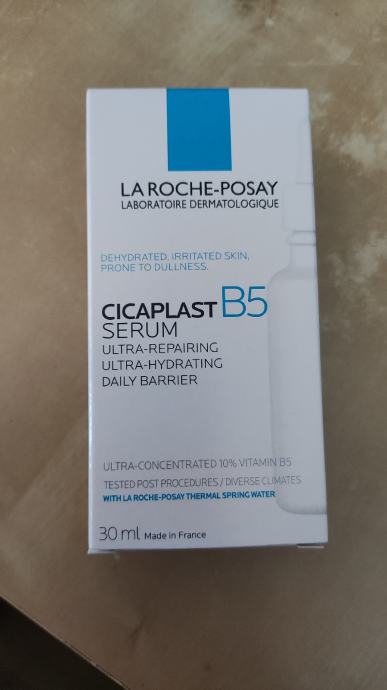 LA ROCHE-POSAY
LABORATOIRE DERMATOLOGIQUE
DEHYDRATED, IRRITATED SKIN,
PRONE TO DULLNESS.
CICAPLAST B5
SERUM
ULTRA-REPAIRING
ULTRA-HYDRATING
DAILY BARRIER
ULTRA-CONCENTRATED 10% VITAMIN B5
TESTED POST PROCEDURES / DIVERSE CLIMATES
WITH LA ROCHE-POSAY THERMAL SPRING WATER
30 ml Made in France